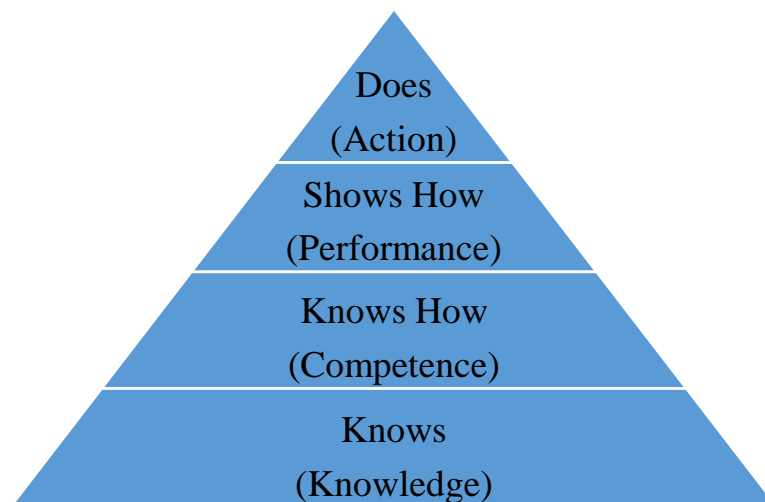 Does
(Action)
Shows How
(Performance)
Knows How
(Competence)
Knows
(Knowledge)